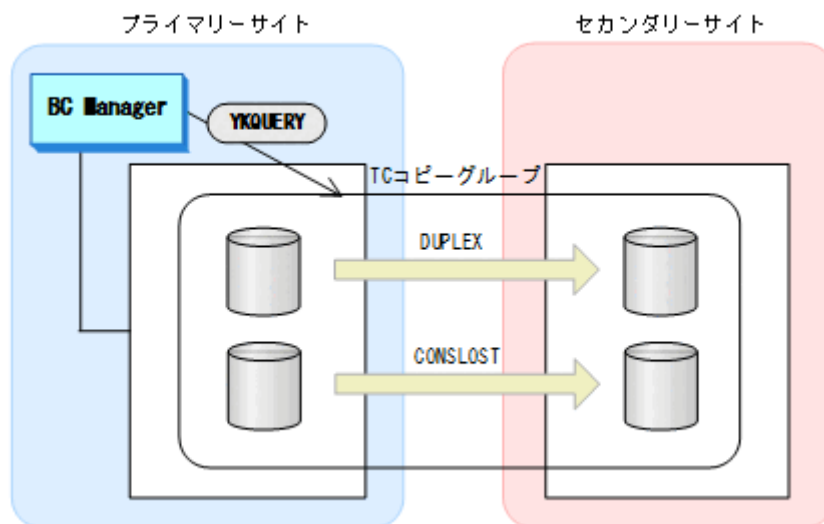 プライマリーサイト
セカンダリーサイト
BC Manager
YKQUERY
TCコピーグループ
DUPLEX
CONSLOST